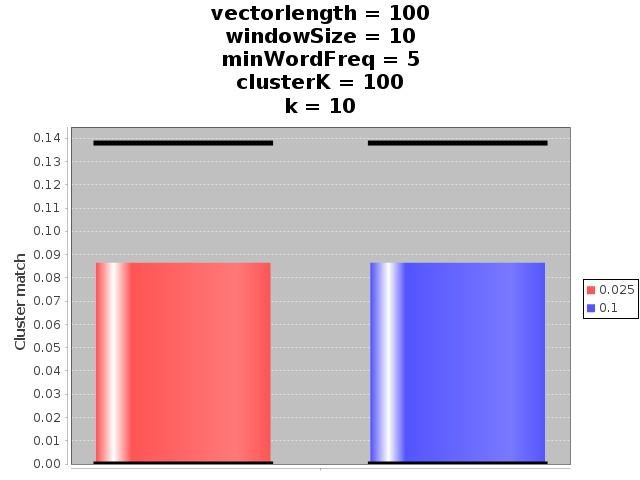 vectorlength = 100
windowSize = 10
minWordFreq = 5
clusterK = 100
k = 10
0.14
0.13
0.12
0.11
0.10
0.09
0.08
0.07
0.06
0.05
0.04
0.03
0.02
0.01
0.00
Cluster match
0.025
0.1